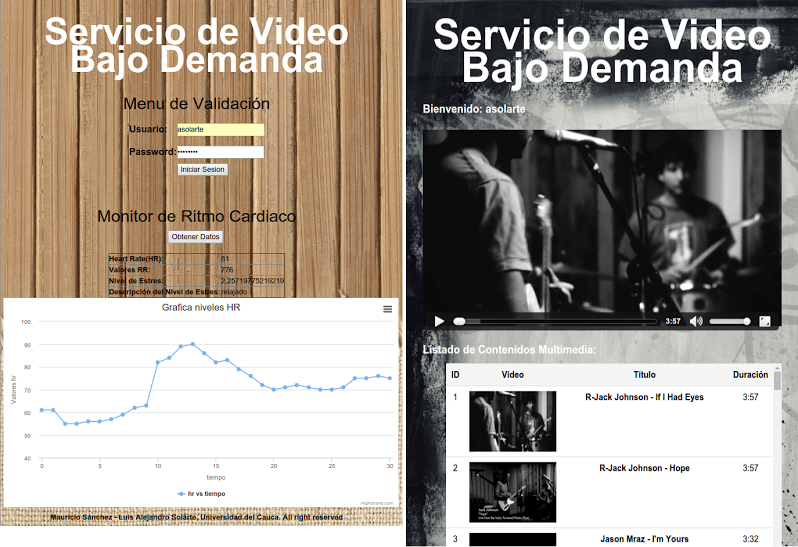 Servicio de Video
Bajo Demanda
Menu de Validación
Usuario: asolarte
Password: ••••••••
Iniciar Sesion
Monitor de Ritmo Cardiaco
Obtener Datos
Heart Rate(HR): 81
Valores RR: 776
Nivel de Estres: 2.25719775219219
Descripción del Nivel de Estres: relajado
Grafica niveles HR
100
90
80
70
60
50
40
Valores hr
0 5 10 15 20 25 30
tiempo
hr vs tiempo
Highcharts.com
Mauricio Sánchez - Luis Alejandro Solarte, Universidad del Cauca. All right reserved
Servicio de Video
Bajo Demanda
Bienvenido: asolarte
3:57
Listado de Contenidos Multimedia:
ID Video Titulo Duración
1 R-Jack Johnson - If I Had Eyes 3:57
2 R-Jack Johnson - Hope 3:57
3 Jason Mraz - I'm Yours 3:32